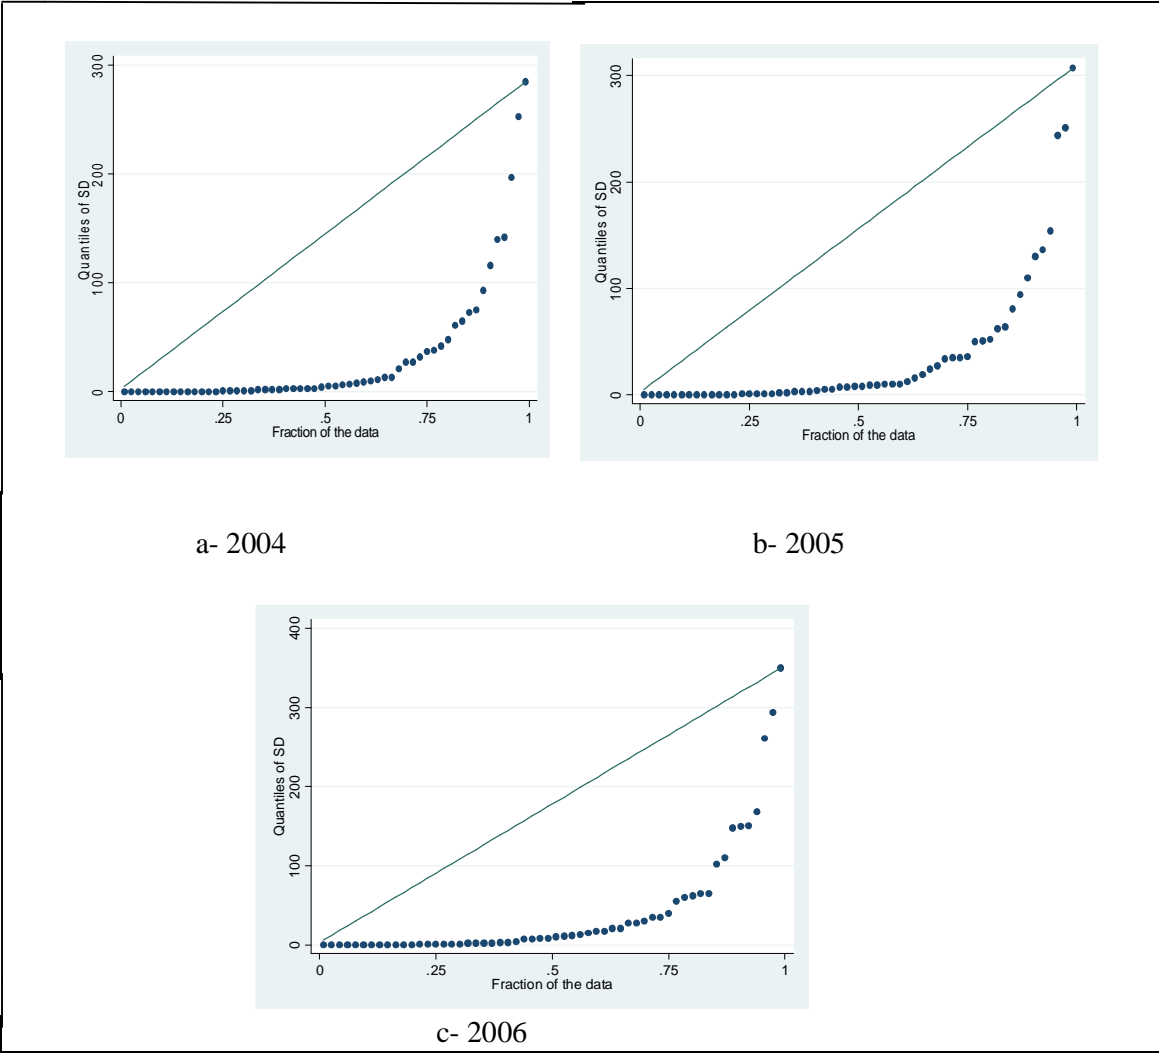 300
200
100
0
Quantiles of SD
0 .25 .5 .75 1
Fraction of the data
300
200
100
0
Quantiles of SD
0 .25 .5 .75 1
Fraction of the data
a- 2004
b- 2005
400
300
200
100
0
Quantiles of SD
0 .25 .5 .75 1
Fraction of the data
c- 2006